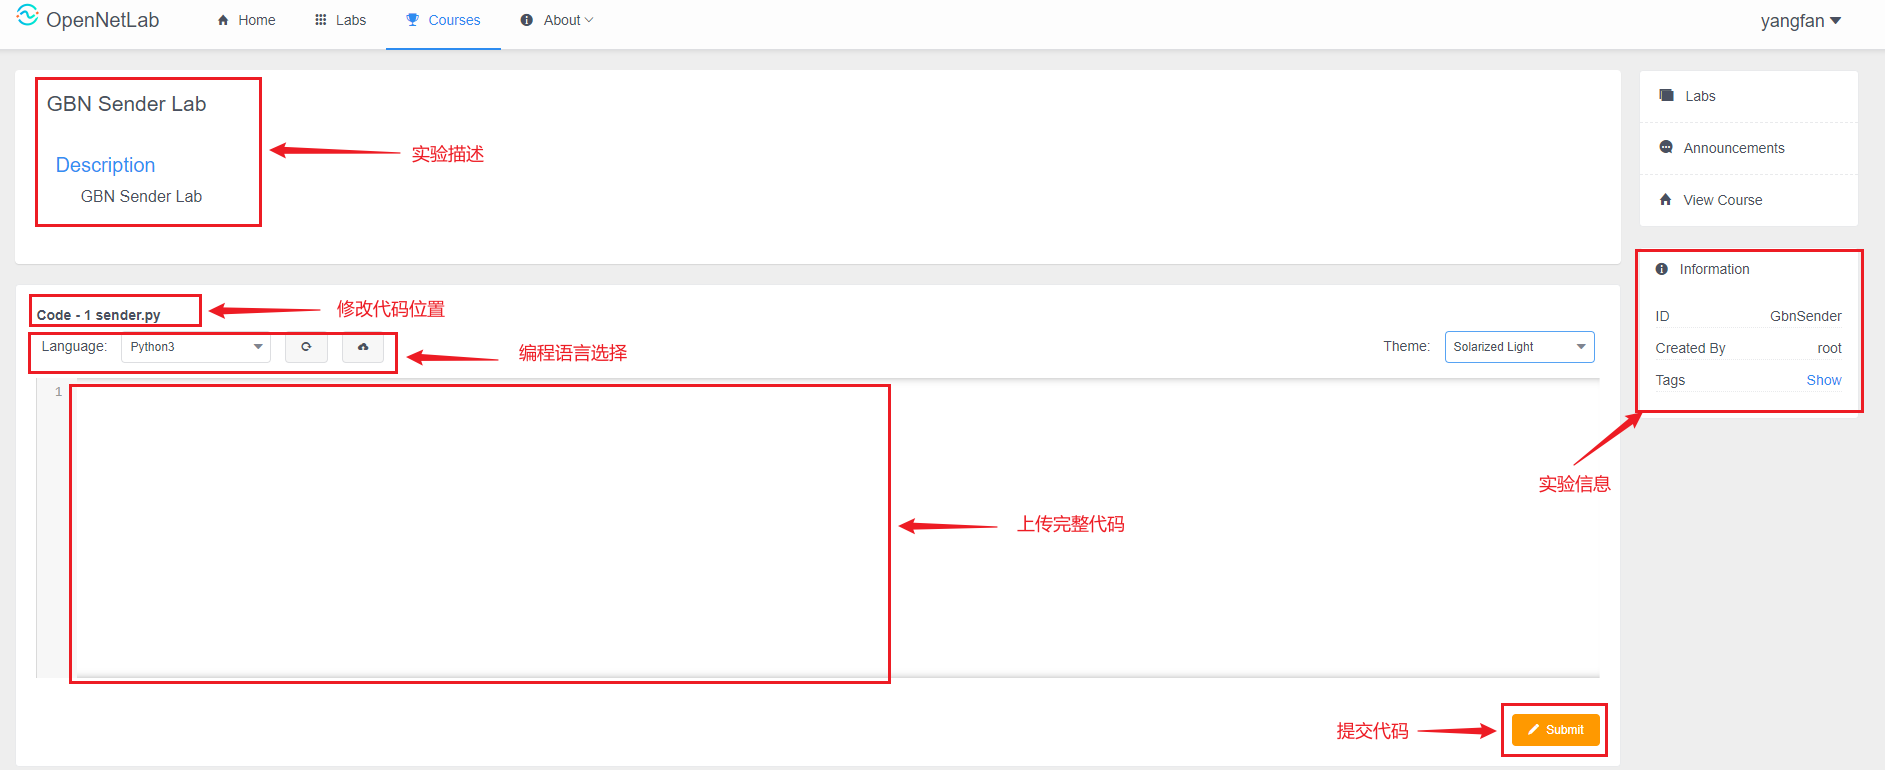 OpenNetLab
Home
Labs
Courses
About
yangfan
GBN Sender Lab
Description
GBN Sender Lab
实验描述
Labs
Announcements
View Course
Code - 1 sender.py
修改代码位置
Language:
Python3
编程语言选择
Theme:
Solarized Light
Information
ID
GbnSender
Created By
root
Tags
Show
1
实验信息
上传完整代码
提交代码
Submit